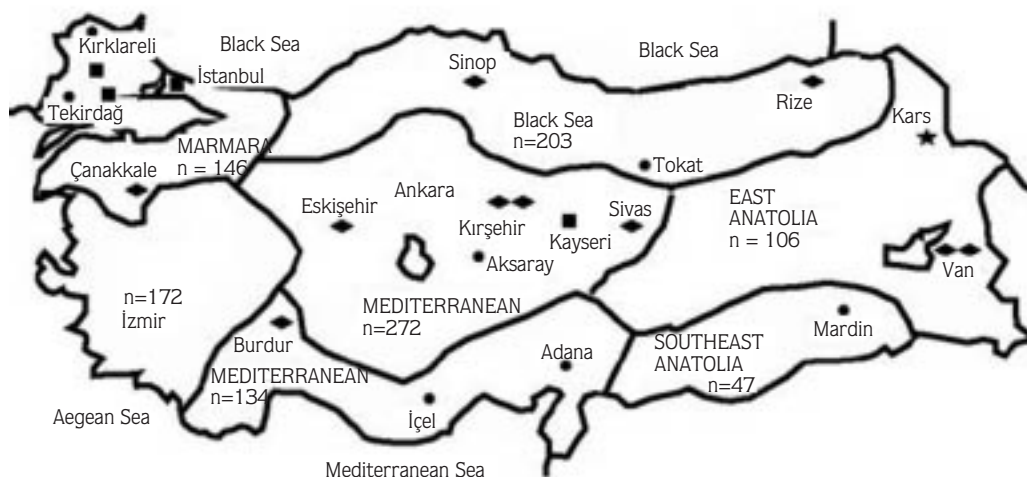 Kırklareli
Black Sea
Black Sea
İstanbul
Sinop
Tekirdağ
Rize
Kars
Black Sea
n=203
MARMARA
n = 146
Tokat
Çanakkale
Ankara
EAST
ANATOLIA
n = 106
Eskişehir
Kırşehir
Kayseri
Sivas
Aksaray
Van
n=172
İzmir
MEDITERRANEAN
n=272
Mardin
Burdur
Adana
SOUTHEAST
ANATOLIA
n=47
MEDITERRANEAN
n=134
Aegean Sea
İçel
Mediterranean Sea